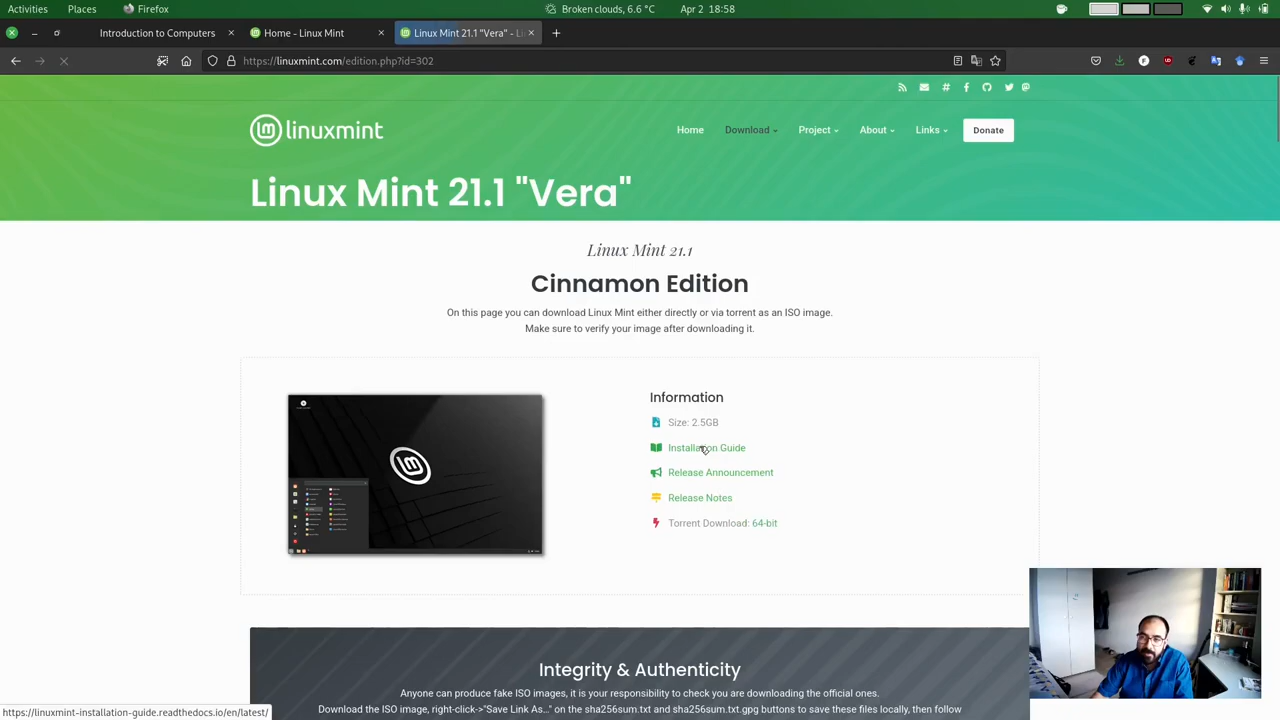 Activities Places Firefox Broken clouds, 6.6 °C Apr 2 18:58
Introduction to Computers Home - Linux Mint Linux Mint 21.1 "Vera" - Li
https://linuxmint.com/edition.php?id=302
linuxmint Home Download Project About Links Donate
Linux Mint 21.1 "Vera"
Linux Mint 21.1
Cinnamon Edition
On this page you can download Linux Mint either directly or via torrent as an ISO image.
Make sure to verify your image after downloading it.
Information
Size: 2.5GB
Installation Guide
Release Announcement
Release Notes
Torrent Download: 64-bit
Integrity & Authenticity
Anyone can produce fake ISO images, it is your responsibility to check you are downloading the official ones.
Download the ISO image, right-click->"Save Link As..." on the sha256sum.txt and sha256sum.txt.gpg buttons to save these files locally, then follow
https://linuxmint-installation-guide.readthedocs.io/en/latest/